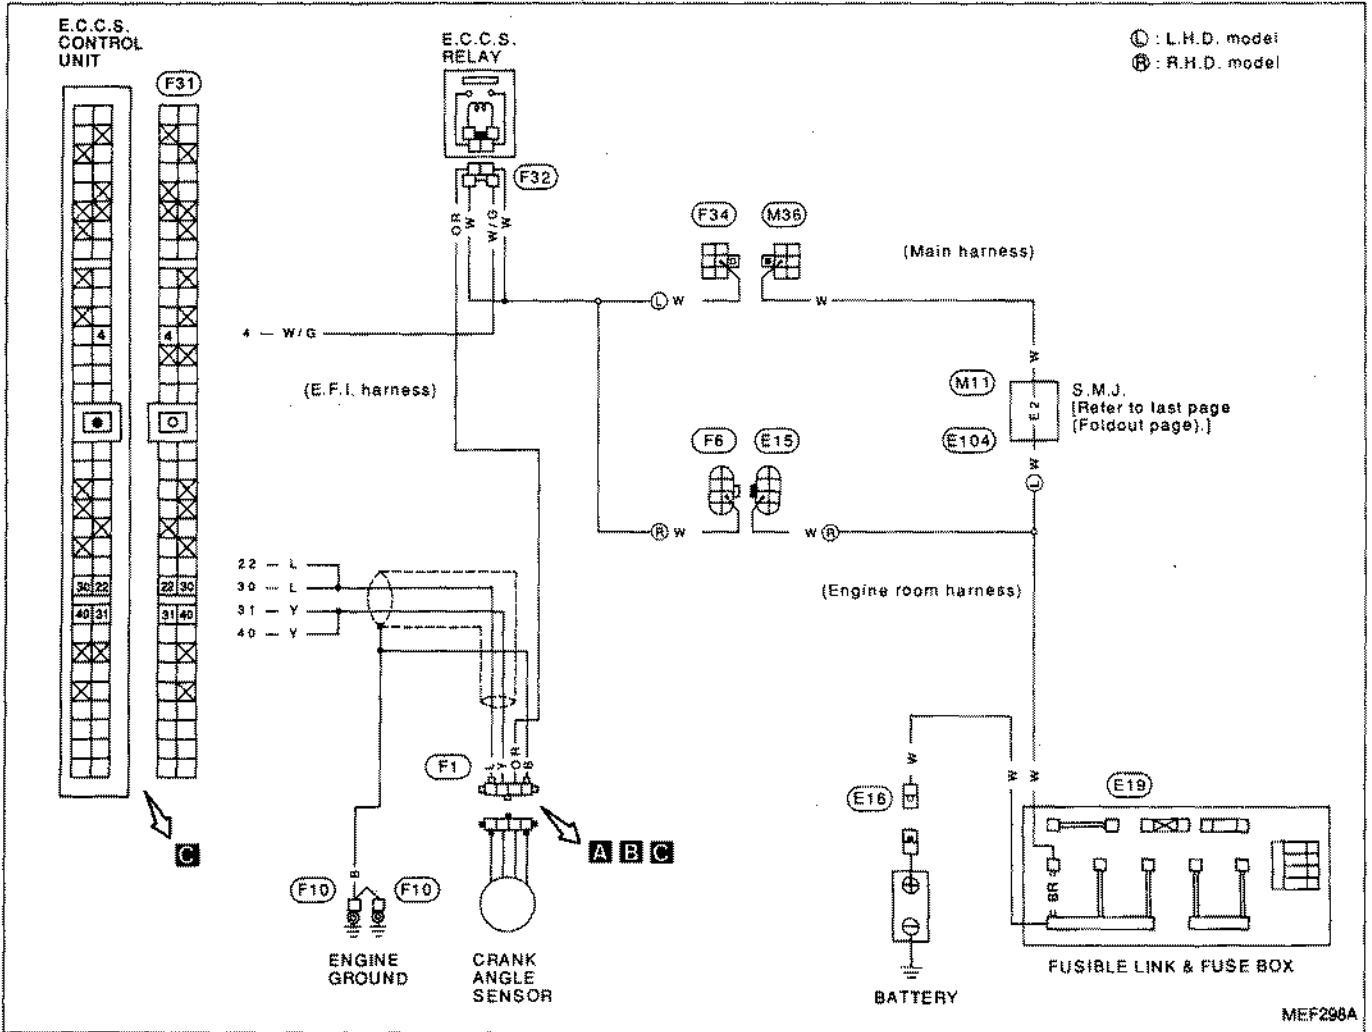 E.C.C.S.
CONTROL
UNIT
F31
E.C.C.S.
RELAY
F32
Ⓛ : L.H.D. model
Ⓡ : R.H.D. model
OR
W
W/G
W
F34
M36
(Main harness)
Ⓛ W
W
4
4
4 — W/G
(E.F.I. harness)
W
M11
E2
E104
S.M.J.
[Refer to last page
(Foldout page).]
W
Ⓛ
F6
E15
Ⓡ W
W Ⓡ
(Engine room harness)
22 — L
30 — L
31 — Y
40 — Y
30 22
40 31
22 30
31 40
F1
L
Y
OR
B
C
A B C
B
F10
F10
ENGINE
GROUND
CRANK
ANGLE
SENSOR
W
E16
BATTERY
W
W
E19
BR
FUSIBLE LINK & FUSE BOX
MEF298A